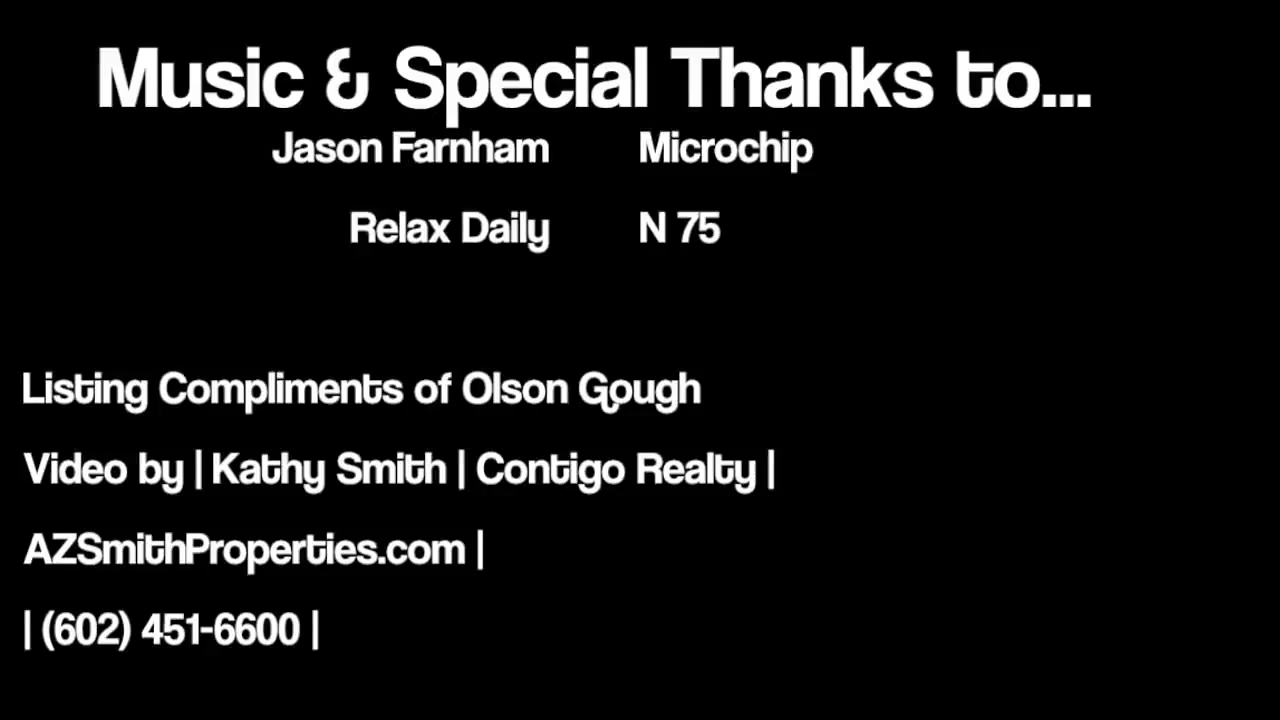 Music & Special Thanks to...
Jason Farnham Microchip
Relax Daily N 75
Listing Compliments of Olson Gough
Video by | Kathy Smith | Contigo Realty |
AZSmithProperties.com |
| (602) 451-6600 |